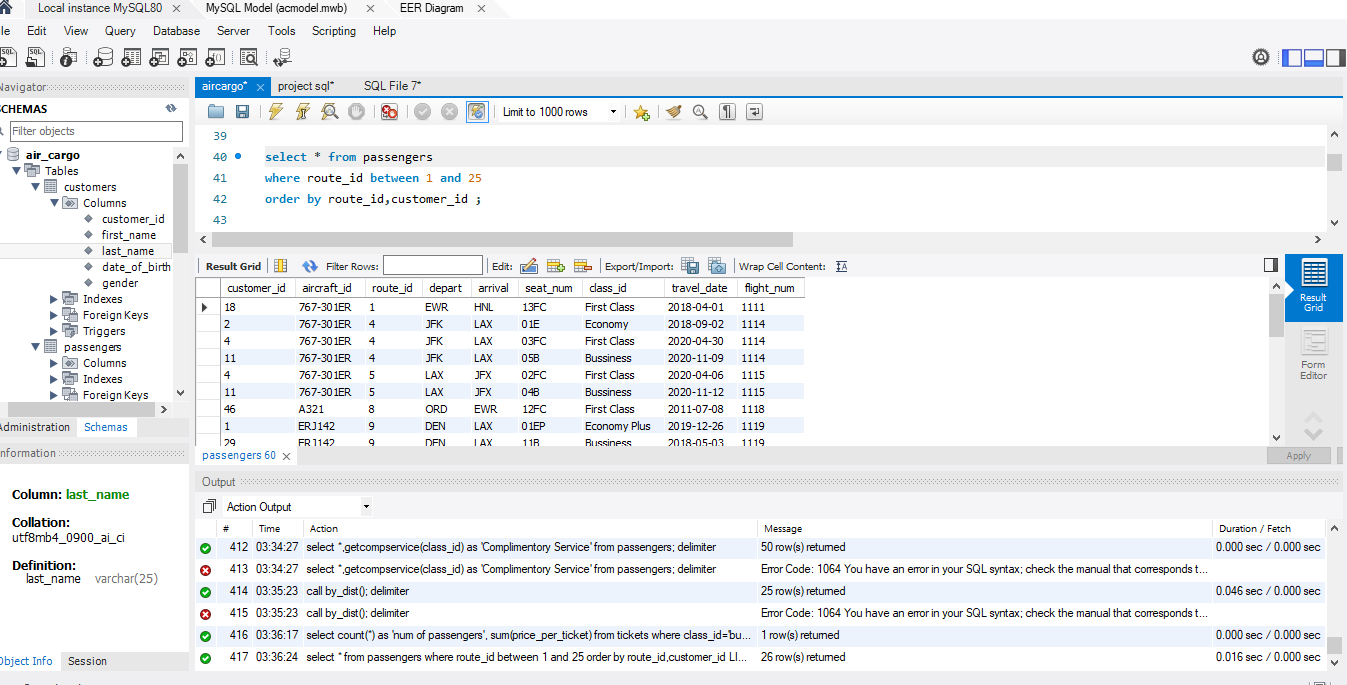 Local instance MySQL80 × MySQL Model (acmodel.mwb) × EER Diagram ×
le Edit View Query Database Server Tools Scripting Help
Navigator
SCHEMAS
Filter objects
air_cargo
Tables
customers
Columns
customer_id
first_name
last_name
date_of_birth
gender
Indexes
Foreign Keys
Triggers
passengers
Columns
Indexes
Foreign Keys
Administration Schemas
nformation
Column: last_name
Collation:
utf8mb4_0900_ai_ci
Definition:
last_name varchar(25)
Object Info Session
aircargo* × project sql* SQL File 7*
Limit to 1000 rows
39
40 select * from passengers
41 where route_id between 1 and 25
42 order by route_id,customer_id ;
43
Result Grid Filter Rows: Edit: Export/Import: Wrap Cell Content:
customer_id aircraft_id route_id depart arrival seat_num class_id travel_date flight_num
18 767-301ER 1 EWR HNL 13FC First Class 2018-04-01 1111
2 767-301ER 4 JFK LAX 01E Economy 2018-09-02 1114
4 767-301ER 4 JFK LAX 03FC First Class 2020-04-30 1114
11 767-301ER 4 JFK LAX 05B Bussiness 2020-11-09 1114
4 767-301ER 5 LAX JFX 02FC First Class 2020-04-06 1115
11 767-301ER 5 LAX JFX 04B Bussiness 2020-11-12 1115
46 A321 8 ORD EWR 12FC First Class 2011-07-08 1118
1 ERJ142 9 DEN LAX 01EP Economy Plus 2019-12-26 1119
29 ERJ142 9 DEN LAX 11B Bussiness 2018-05-03 1119
Result
Grid
Form
Editor
passengers 60 ×
Apply
Output
Action Output
# Time Action Message Duration / Fetch
412 03:34:27 select *,getcompservice(class_id) as 'Complimentory Service' from passengers; delimiter 50 row(s) returned 0.000 sec / 0.000 sec
413 03:34:27 select *,getcompservice(class_id) as 'Complimentory Service' from passengers; delimiter Error Code: 1064 You have an error in your SQL syntax; check the manual that corresponds t...
414 03:35:23 call by_dist(); delimiter 25 row(s) returned 0.046 sec / 0.000 sec
415 03:35:23 call by_dist(); delimiter Error Code: 1064 You have an error in your SQL syntax; check the manual that corresponds t...
416 03:36:17 select count(*) as 'num of passengers', sum(price_per_ticket) from tickets where class_id='bu... 1 row(s) returned 0.000 sec / 0.000 sec
417 03:36:24 select * from passengers where route_id between 1 and 25 order by route_id,customer_id LI... 26 row(s) returned 0.016 sec / 0.000 sec